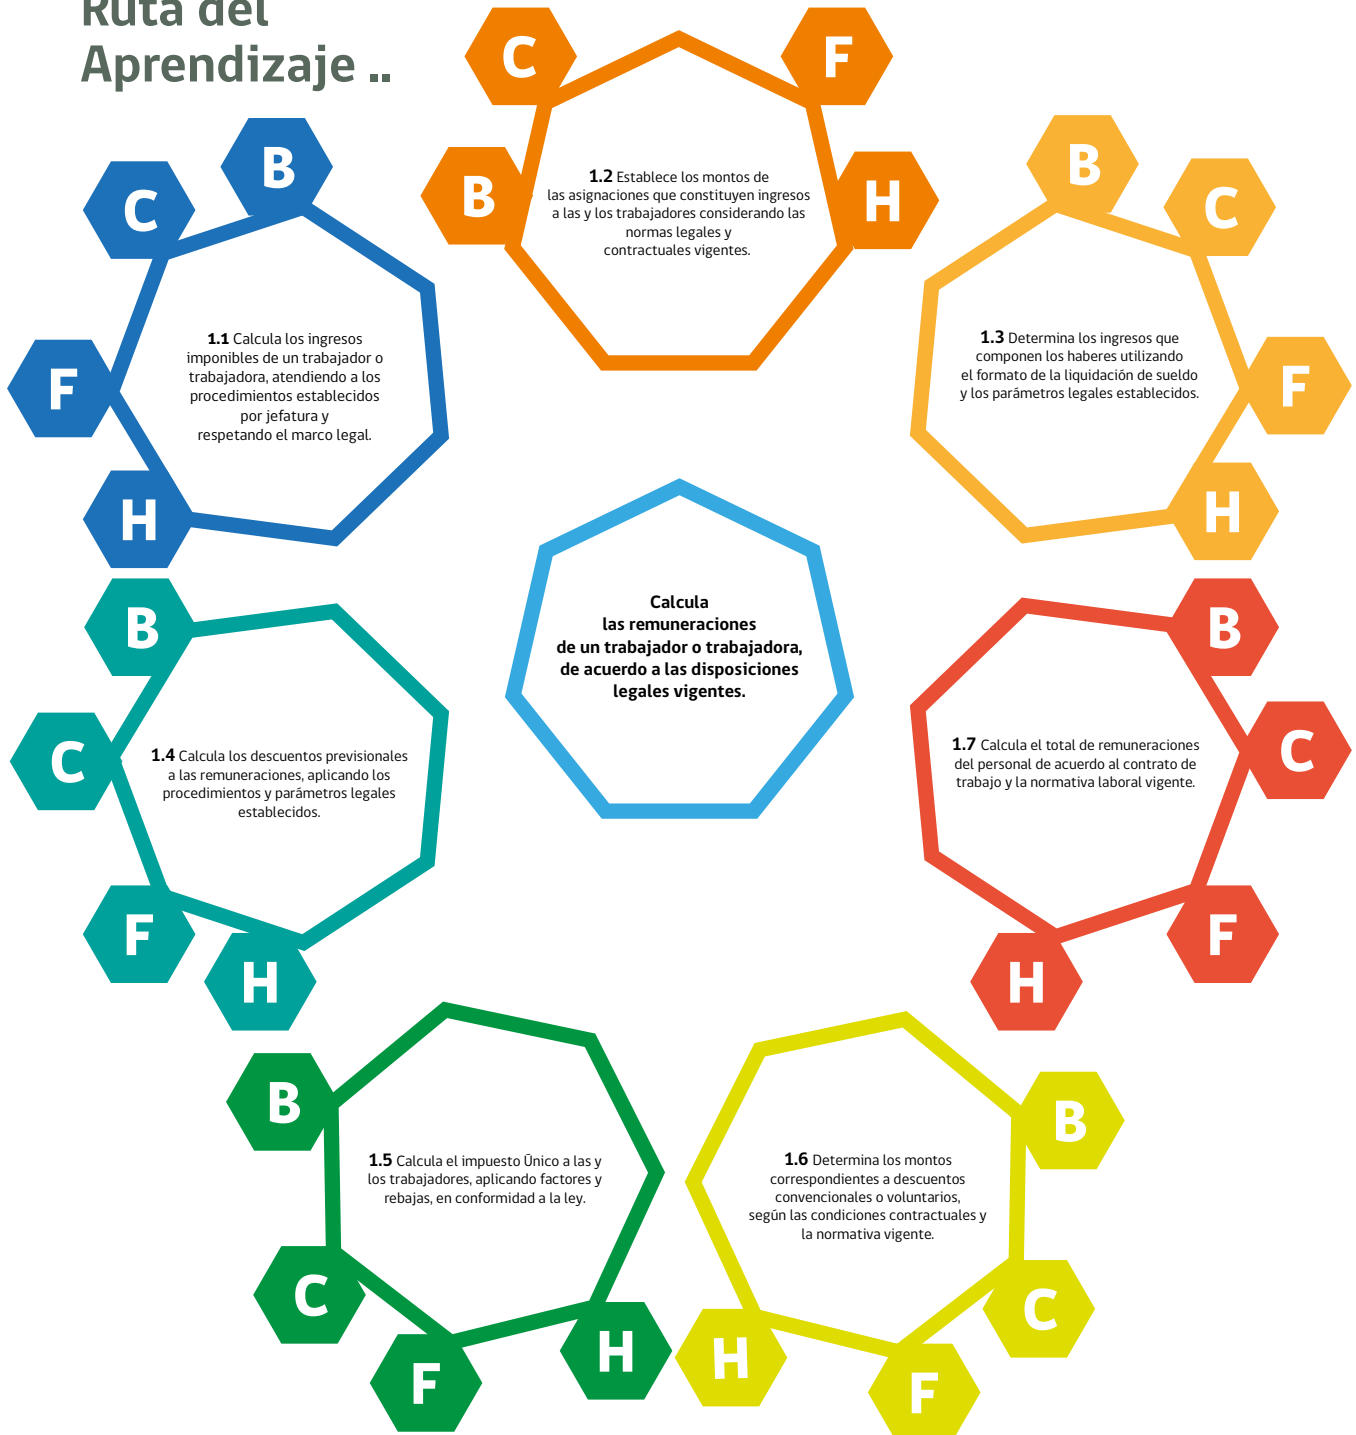 Ruta del
Aprendizaje ..
C
F
B
H
1.2 Establece los montos de
las asignaciones que constituyen ingresos
a las y los trabajadores considerando las
normas legales y
contractuales vigentes.
B
C
F
H
1.1 Calcula los ingresos
imponibles de un trabajador o
trabajadora, atendiendo a los
procedimientos establecidos
por jefatura y
respetando el marco legal.
B
C
F
H
1.3 Determina los ingresos que
componen los haberes utilizando
el formato de la liquidación de sueldo
y los parámetros legales establecidos.
Calcula
las remuneraciones
de un trabajador o trabajadora,
de acuerdo a las disposiciones
legales vigentes.
B
C
F
H
1.4 Calcula los descuentos previsionales
a las remuneraciones, aplicando los
procedimientos y parámetros legales
establecidos.
B
C
F
H
1.7 Calcula el total de remuneraciones
del personal de acuerdo al contrato de
trabajo y la normativa laboral vigente.
B
C
F
H
1.5 Calcula el impuesto Único a las y
los trabajadores, aplicando factores y
rebajas, en conformidad a la ley.
B
C
F
H
1.6 Determina los montos
correspondientes a descuentos
convencionales o voluntarios,
según las condiciones contractuales y
la normativa vigente.